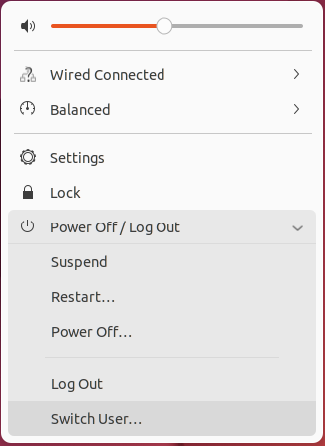 Wired Connected
Balanced
Settings
Lock
Power Off / Log Out
Suspend
Restart...
Power Off...
Log Out
Switch User...